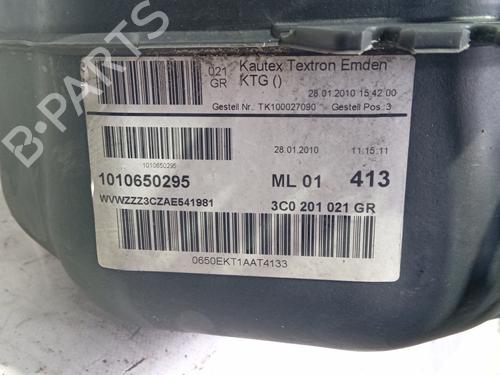 021 Kautex Textron Emden
GR KTG ()
28.01.2010 15:42:00
Gestell Nr.: TK100027090 Gestell Pos.:3
1010650295
28.01.2010 11:15:11
1010650295 ML 01 413
WVWZZZ3CZAE541981 3C0 201 021 GR
0650EKT1AAT4133